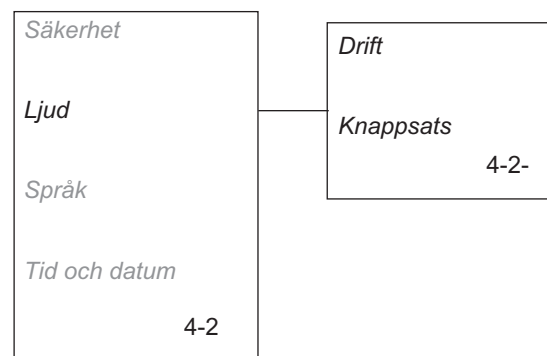 Säkerhet
Ljud
Språk
Tid och datum
4-2
Drift
Knappsats
4-2-